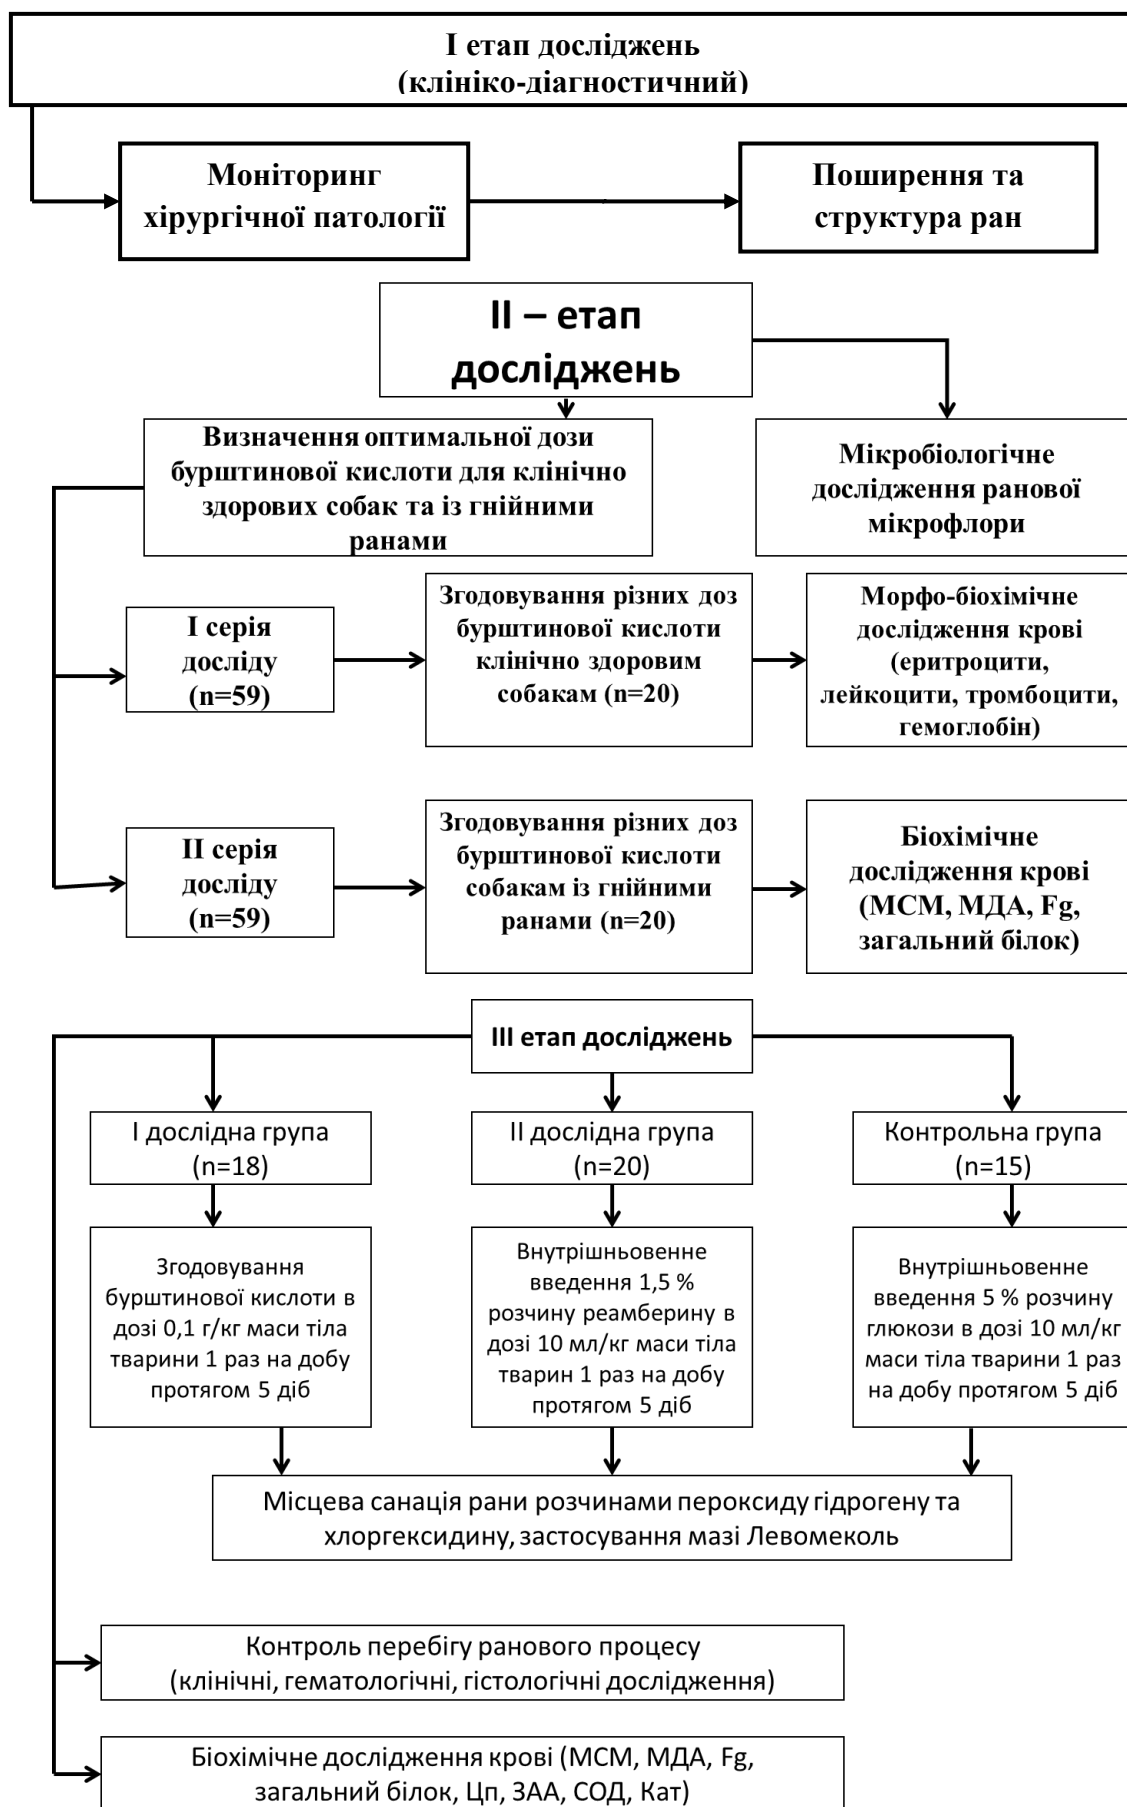 І етап досліджень
(клініко-діагностичний)
Моніторинг
хірургічної патології
Поширення та
структура ран
ІІ – етап
досліджень
Визначення оптимальної дози
бурштинової кислоти для клінічно
здорових собак та із гнійними
ранами
Мікробіологічне
дослідження ранової
мікрофлори
І серія
досліду
(n=59)
Згодовування різних доз
бурштинової кислоти
клінічно здоровим
собакам (n=20)
Морфо-біохімічне
дослідження крові
(еритроцити,
лейкоцити, тромбоцити,
гемоглобін)
ІІ серія
досліду
(n=59)
Згодовування різних доз
бурштинової кислоти
собакам із гнійними
ранами (n=20)
Біохімічне
дослідження крові
(МСМ, МДА, Fg,
загальний білок)
ІІІ етап досліджень
І дослідна група
(n=18)
ІІ дослідна група
(n=20)
Контрольна група
(n=15)
Згодовування
бурштинової кислоти в
дозі 0,1 г/кг маси тіла
тварини 1 раз на добу
протягом 5 діб
Внутрішньовенне
введення 1,5 %
розчину реамберину в
дозі 10 мл/кг маси тіла
тварин 1 раз на добу
протягом 5 діб
Внутрішньовенне
введення 5 % розчину
глюкози в дозі 10 мл/кг
маси тіла тварини 1 раз
на добу протягом 5 діб
Місцева санація рани розчинами пероксиду гідрогену та
хлоргексидину, застосування мазі Левомеколь
Контроль перебігу ранового процесу
(клінічні, гематологічні, гістологічні дослідження)
Біохімічне дослідження крові (МСМ, МДА, Fg,
загальний білок, Цп, ЗАА, СОД, Кат)